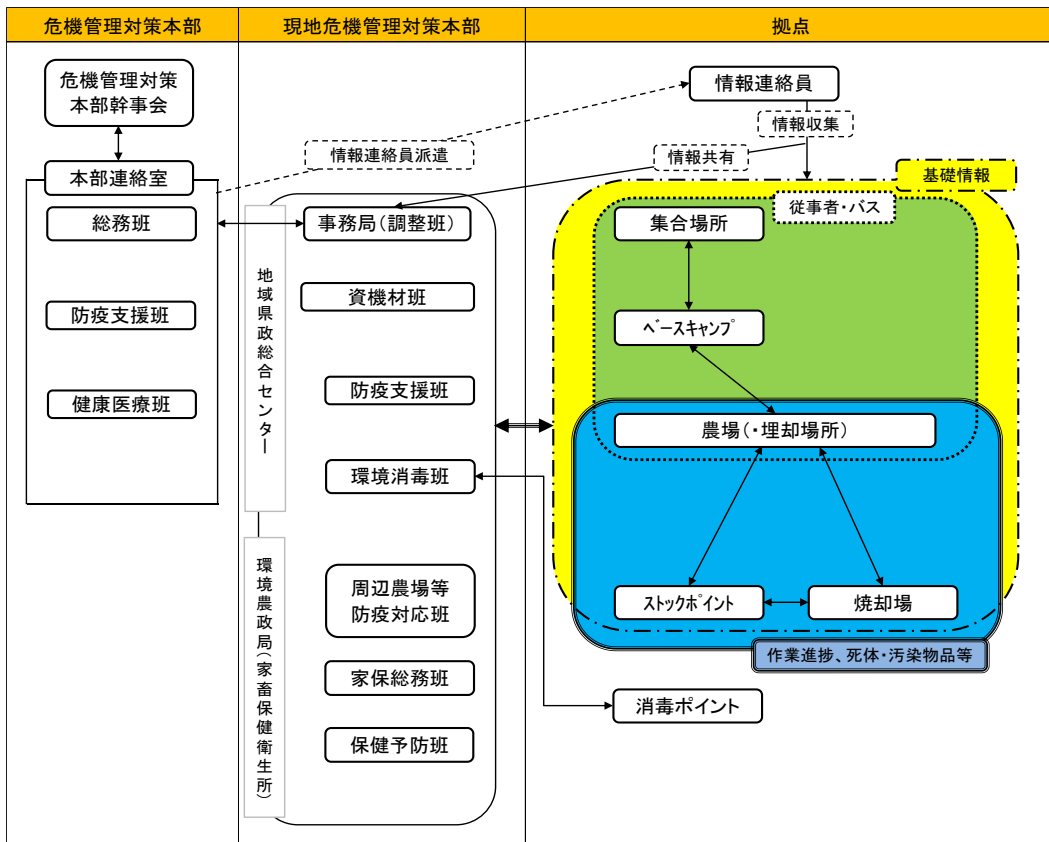 危機管理対策本部
現地危機管理対策本部
拠点
危機管理対策
本部幹事会
本部連絡室
総務班
防疫支援班
健康医療班
情報連絡員派遣
地域県政総合センター
事務局(調整班)
資機材班
防疫支援班
環境消毒班
環境農政局(家畜保健衛生所)
周辺農場等
防疫対応班
家保総務班
保健予防班
情報連絡員
情報収集
情報共有
基礎情報
従事者・バス
集合場所
ﾍﾞｰｽｷｬﾝﾌﾟ
農場(・埋却場所)
ｽﾄｯｸﾎﾟｲﾝﾄ
焼却場
作業進捗、死体・汚染物品等
消毒ポイント